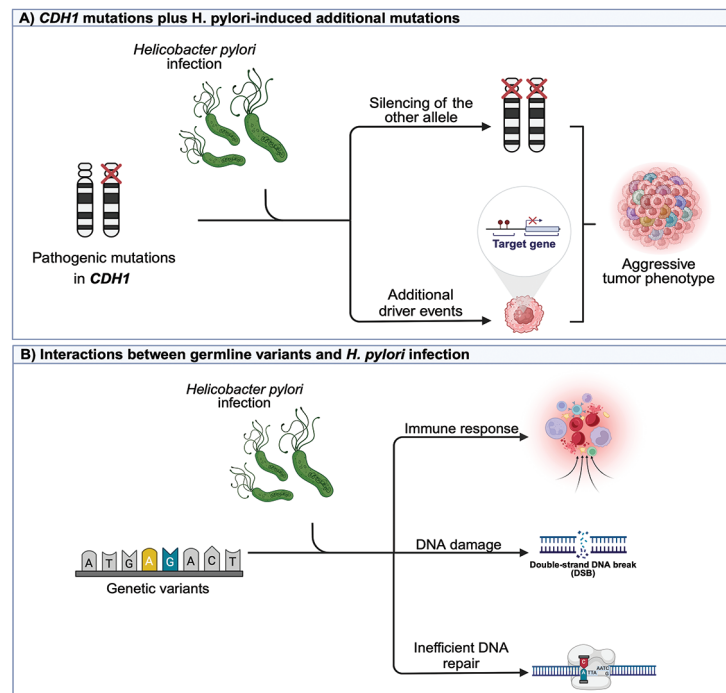 A) CDH1 mutations plus H. pylori-induced additional mutations
Helicobacter pylori
infection
Silencing of the
other allele
Pathogenic mutations
in CDH1
Target gene
Additional
driver events
Aggressive
tumor phenotype
B) Interactions between germline variants and H. pylori infection
Helicobacter pylori
infection
Immune response
A T G A G A C T
Genetic variants
DNA damage
Double-strand DNA break
(DSB)
Inefficient DNA
repair
C
A TTA AATC
G